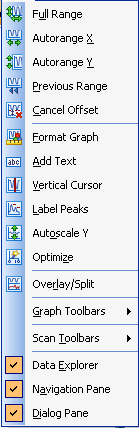 Full Range
Autorange X
Autorange Y
Previous Range
Cancel Offset
Format Graph
abc Add Text
Vertical Cursor
Label Peaks
Autoscale Y
Optimize
Overlay/Split
Graph Toolbars
Scan Toolbars
Data Explorer
Navigation Pane
Dialog Pane